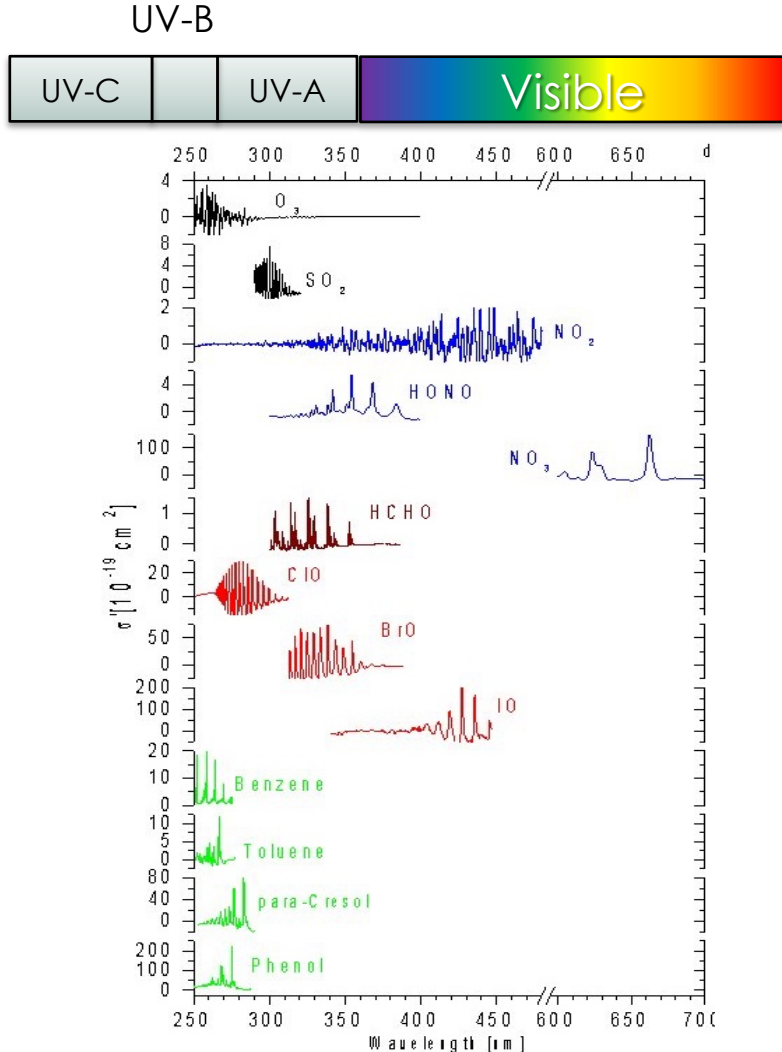 UV-B
UV-C UV-A Visible
250 300 350 400 450 600 650 d
4
0
O₃
8
4
0
SO₂
2
0
NO₂
4
0
HONO
100
0
NO₃
1
0
HCHO
σ'[10⁻¹⁹ cm²]
20
0
ClO
50
0
BrO
200
100
0
IO
20
10
0
Benzene
10
5
0
Toluene
80
40
0
para-Cresol
200
100
0
Phenol
250 300 350 400 450 600 650 700
Wavelength [nm]